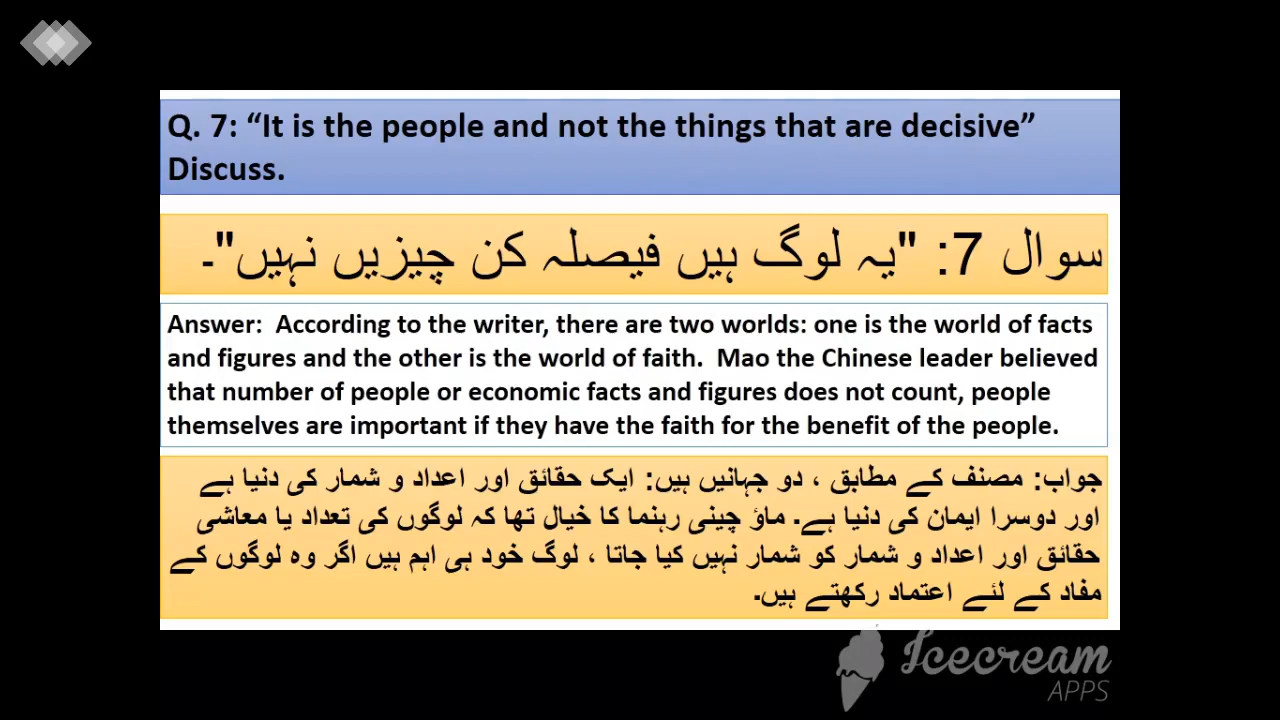 Q. 7: “It is the people and not the things that are decisive”
Discuss.
سوال 7: "یہ لوگ ہیں فیصلہ کن چیزیں نہیں"۔
Answer:  According to the writer, there are two worlds: one is the world of facts
and figures and the other is the world of faith.  Mao the Chinese leader believed
that number of people or economic facts and figures does not count, people
themselves are important if they have the faith for the benefit of the people.
جواب: مصنف کے مطابق ، دو جہانیں ہیں: ایک حقائق اور اعداد و شمار کی دنیا ہے
اور دوسرا ایمان کی دنیا ہے۔ ماؤ چینی رہنما کا خیال تھا کہ لوگوں کی تعداد یا معاشی
حقائق اور اعداد و شمار کو شمار نہیں کیا جاتا ، لوگ خود ہی اہم ہیں اگر وہ لوگوں کے
مفاد کے لئے اعتماد رکھتے ہیں۔
Icecream
APPS